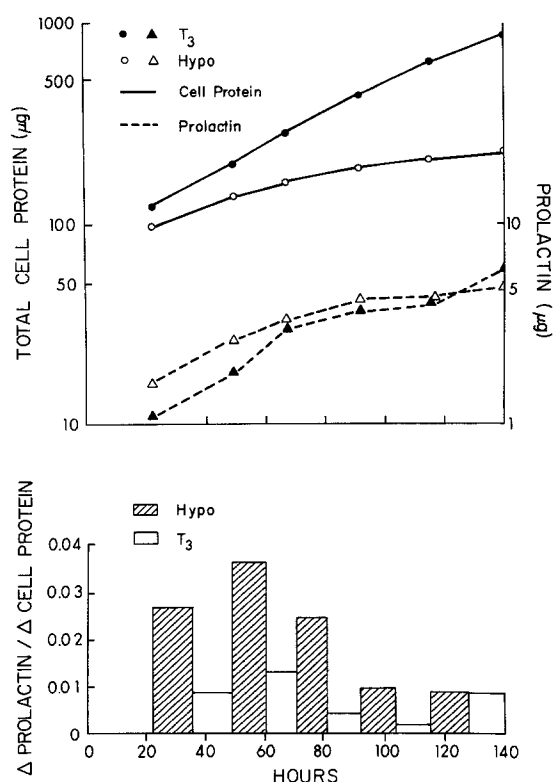 1000
500
100
50
10
TOTAL CELL PROTEIN (μg)
T3
Hypo
Cell Protein
Prolactin
10
5
1
PROLACTIN (μg)
Hypo
T3
0.04
0.03
0.02
0.01
0
Δ PROLACTIN / Δ CELL PROTEIN
0 20 40 60 80 100 120 140
HOURS